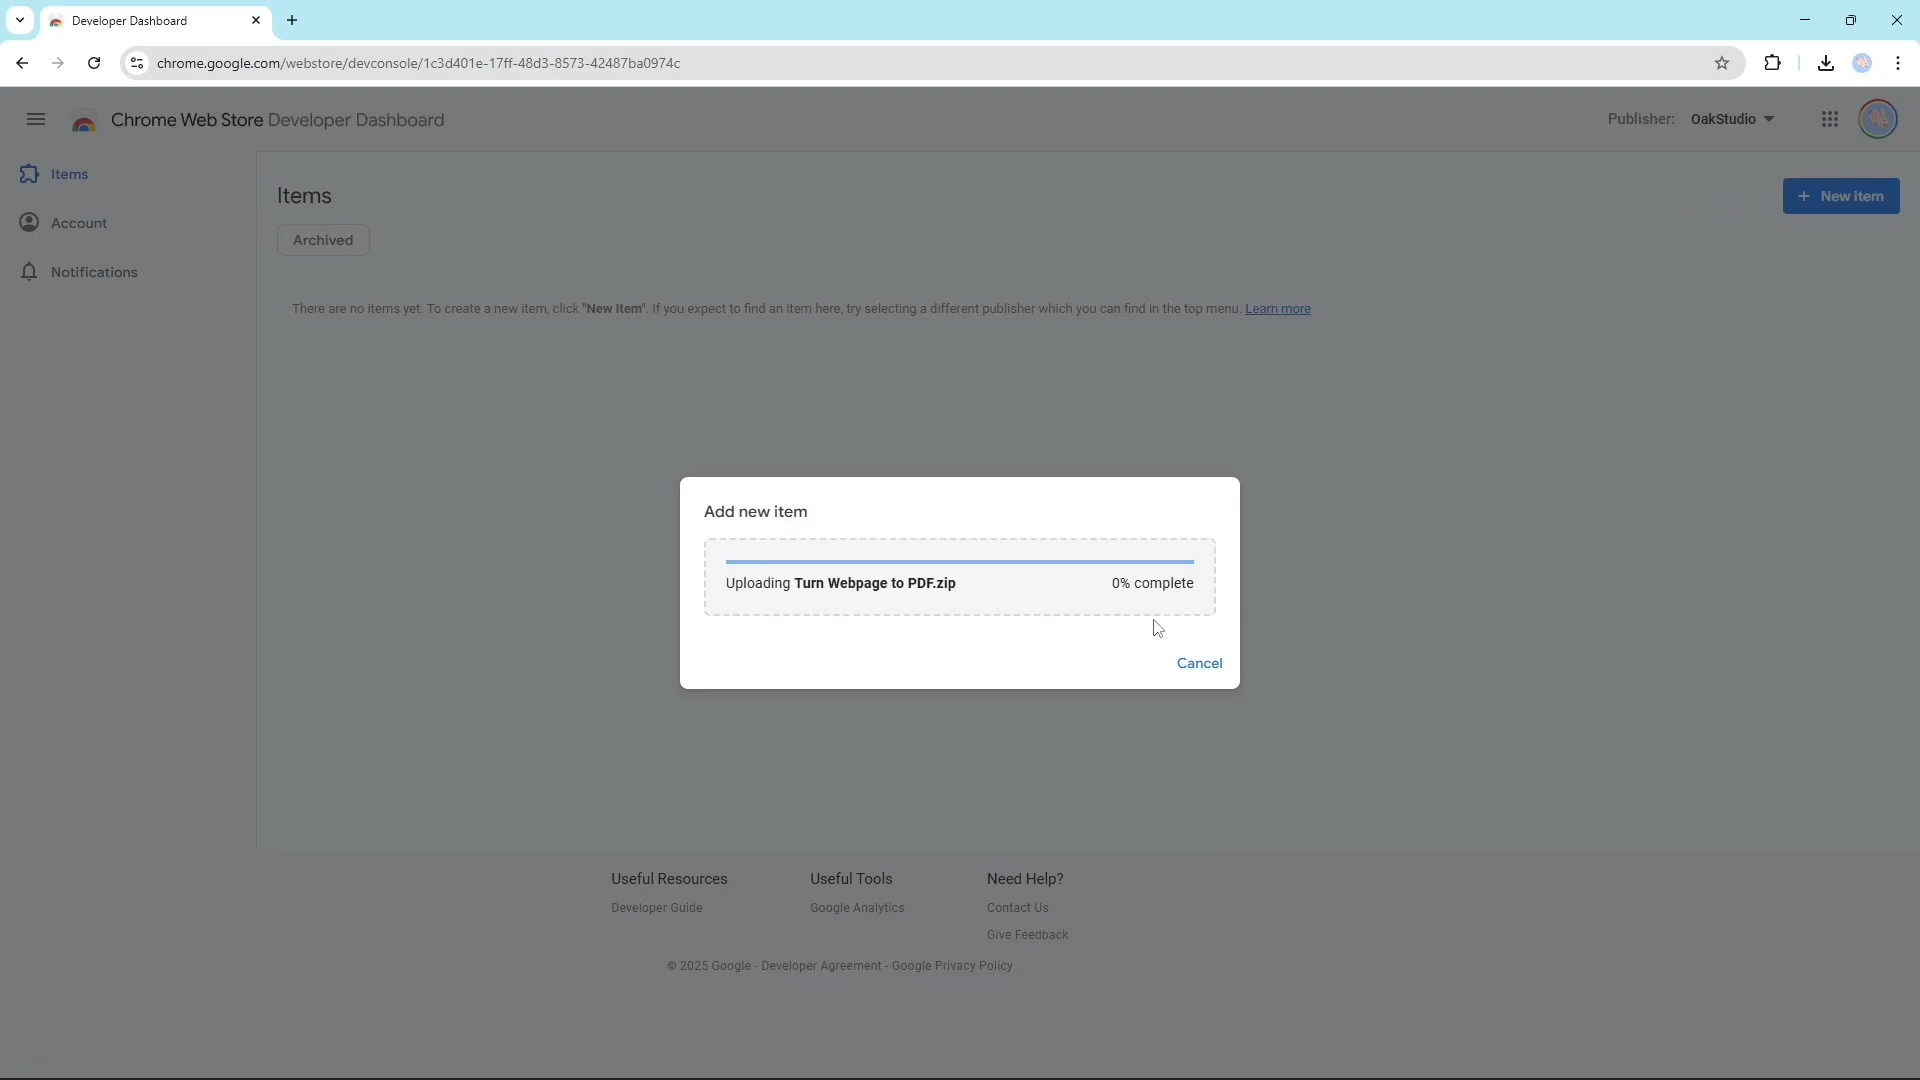 Developer Dashboard
chrome.google.com/webstore/devconsole/1c3d401e-17ff-48d3-8573-42487ba0974c
Chrome Web Store Developer Dashboard
Publisher: OakStudio
Items
Account
Notifications
Items
+ New item
Archived
There are no items yet. To create a new item, click "New Item". If you expect to find an item here, try selecting a different publisher which you can find in the top menu. Learn more
Add new item
Uploading Turn Webpage to PDF.zip 0% complete
Cancel
Useful Resources
Developer Guide
Useful Tools
Google Analytics
Need Help?
Contact Us
Give Feedback
© 2025 Google - Developer Agreement - Google Privacy Policy